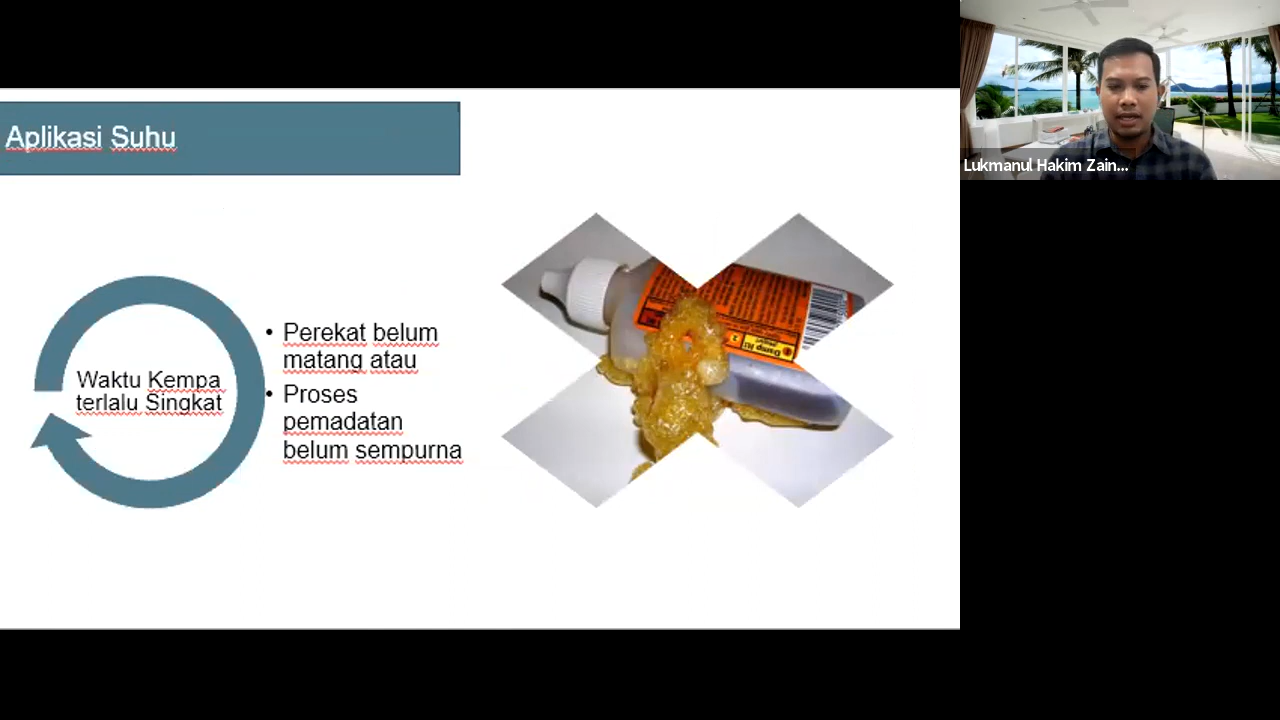 Aplikasi Suhu
Lukmanul Hakim Zain...
Waktu Kempa
terlalu Singkat
• Perekat belum
matang atau
• Proses
pemadatan
belum sempurna